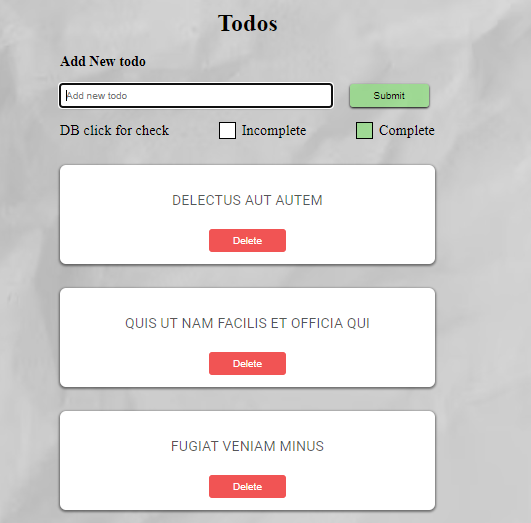 Todos
Add New todo
Add new todo
Submit
DB click for check
Incomplete
Complete
DELECTUS AUT AUTEM
Delete
QUIS UT NAM FACILIS ET OFFICIA QUI
Delete
FUGIAT VENIAM MINUS
Delete